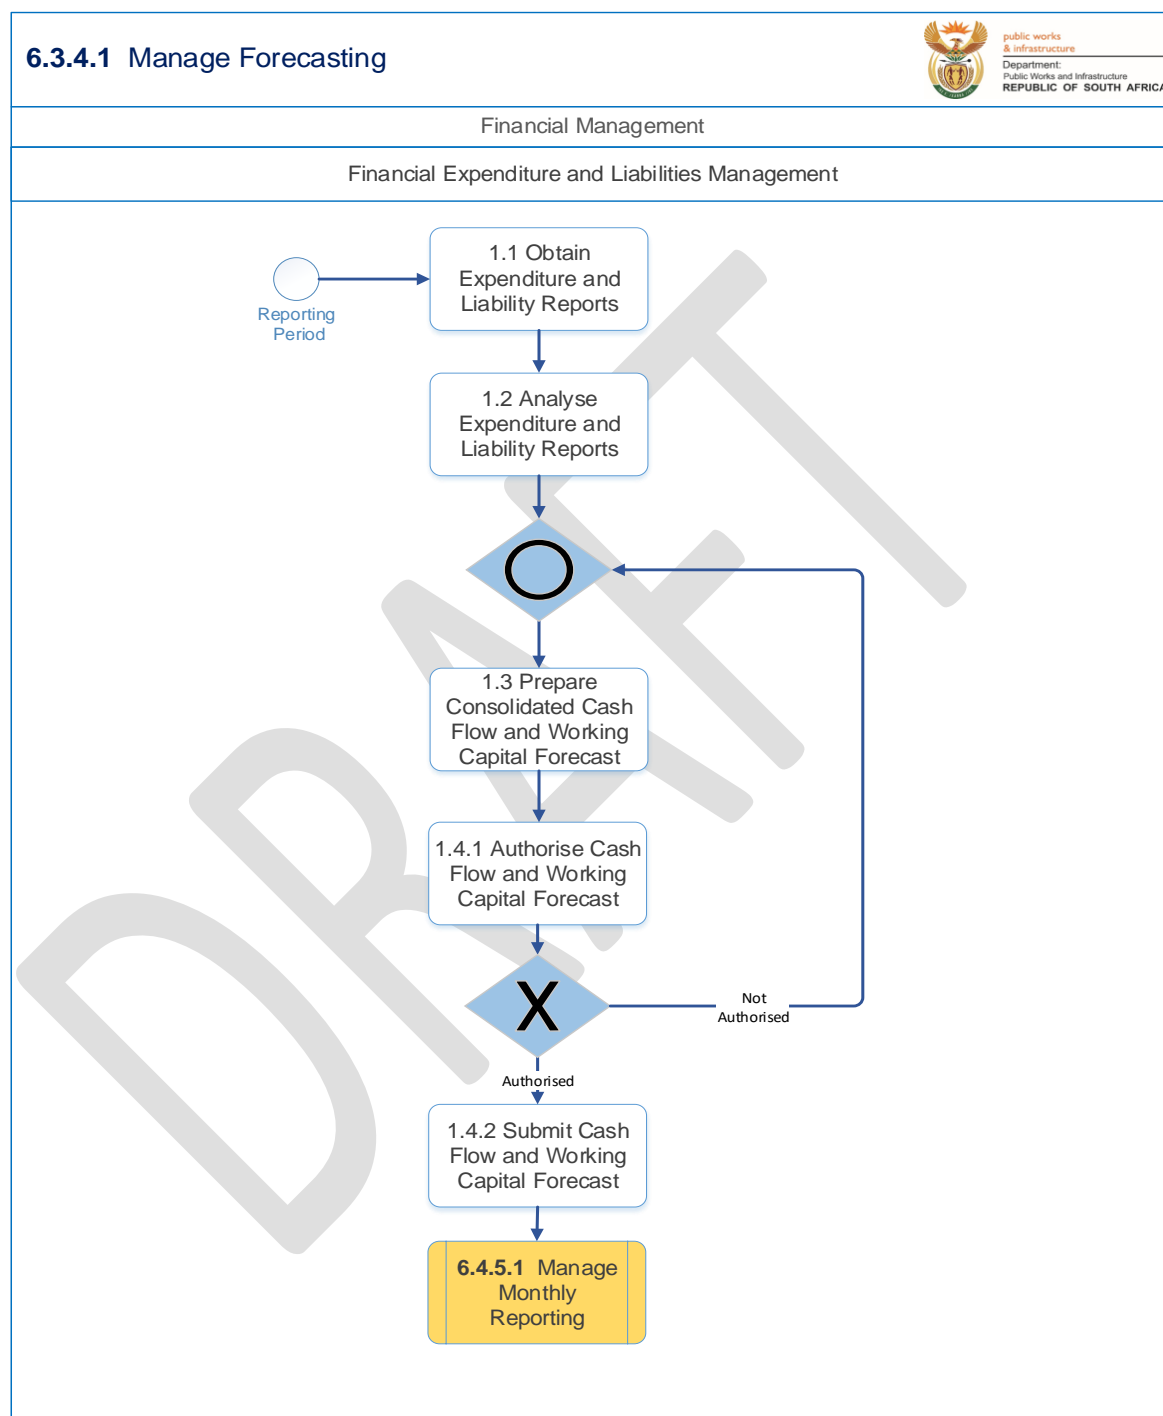 6.3.4.1 Manage Forecasting
public works
& infrastructure
Department:
Public Works and Infrastructure
REPUBLIC OF SOUTH AFRICA
Financial Management
Financial Expenditure and Liabilities Management
1.1 Obtain
Expenditure and
Liability Reports
Reporting
Period
1.2 Analyse
Expenditure and
Liability Reports
1.3 Prepare
Consolidated Cash
Flow and Working
Capital Forecast
1.4.1 Authorise Cash
Flow and Working
Capital Forecast
X
Not
Authorised
Authorised
1.4.2 Submit Cash
Flow and Working
Capital Forecast
6.4.5.1 Manage
Monthly
Reporting
DRAFT